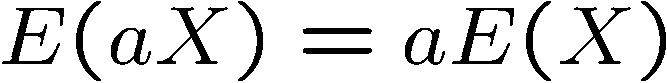 E(aX) = aE(X)